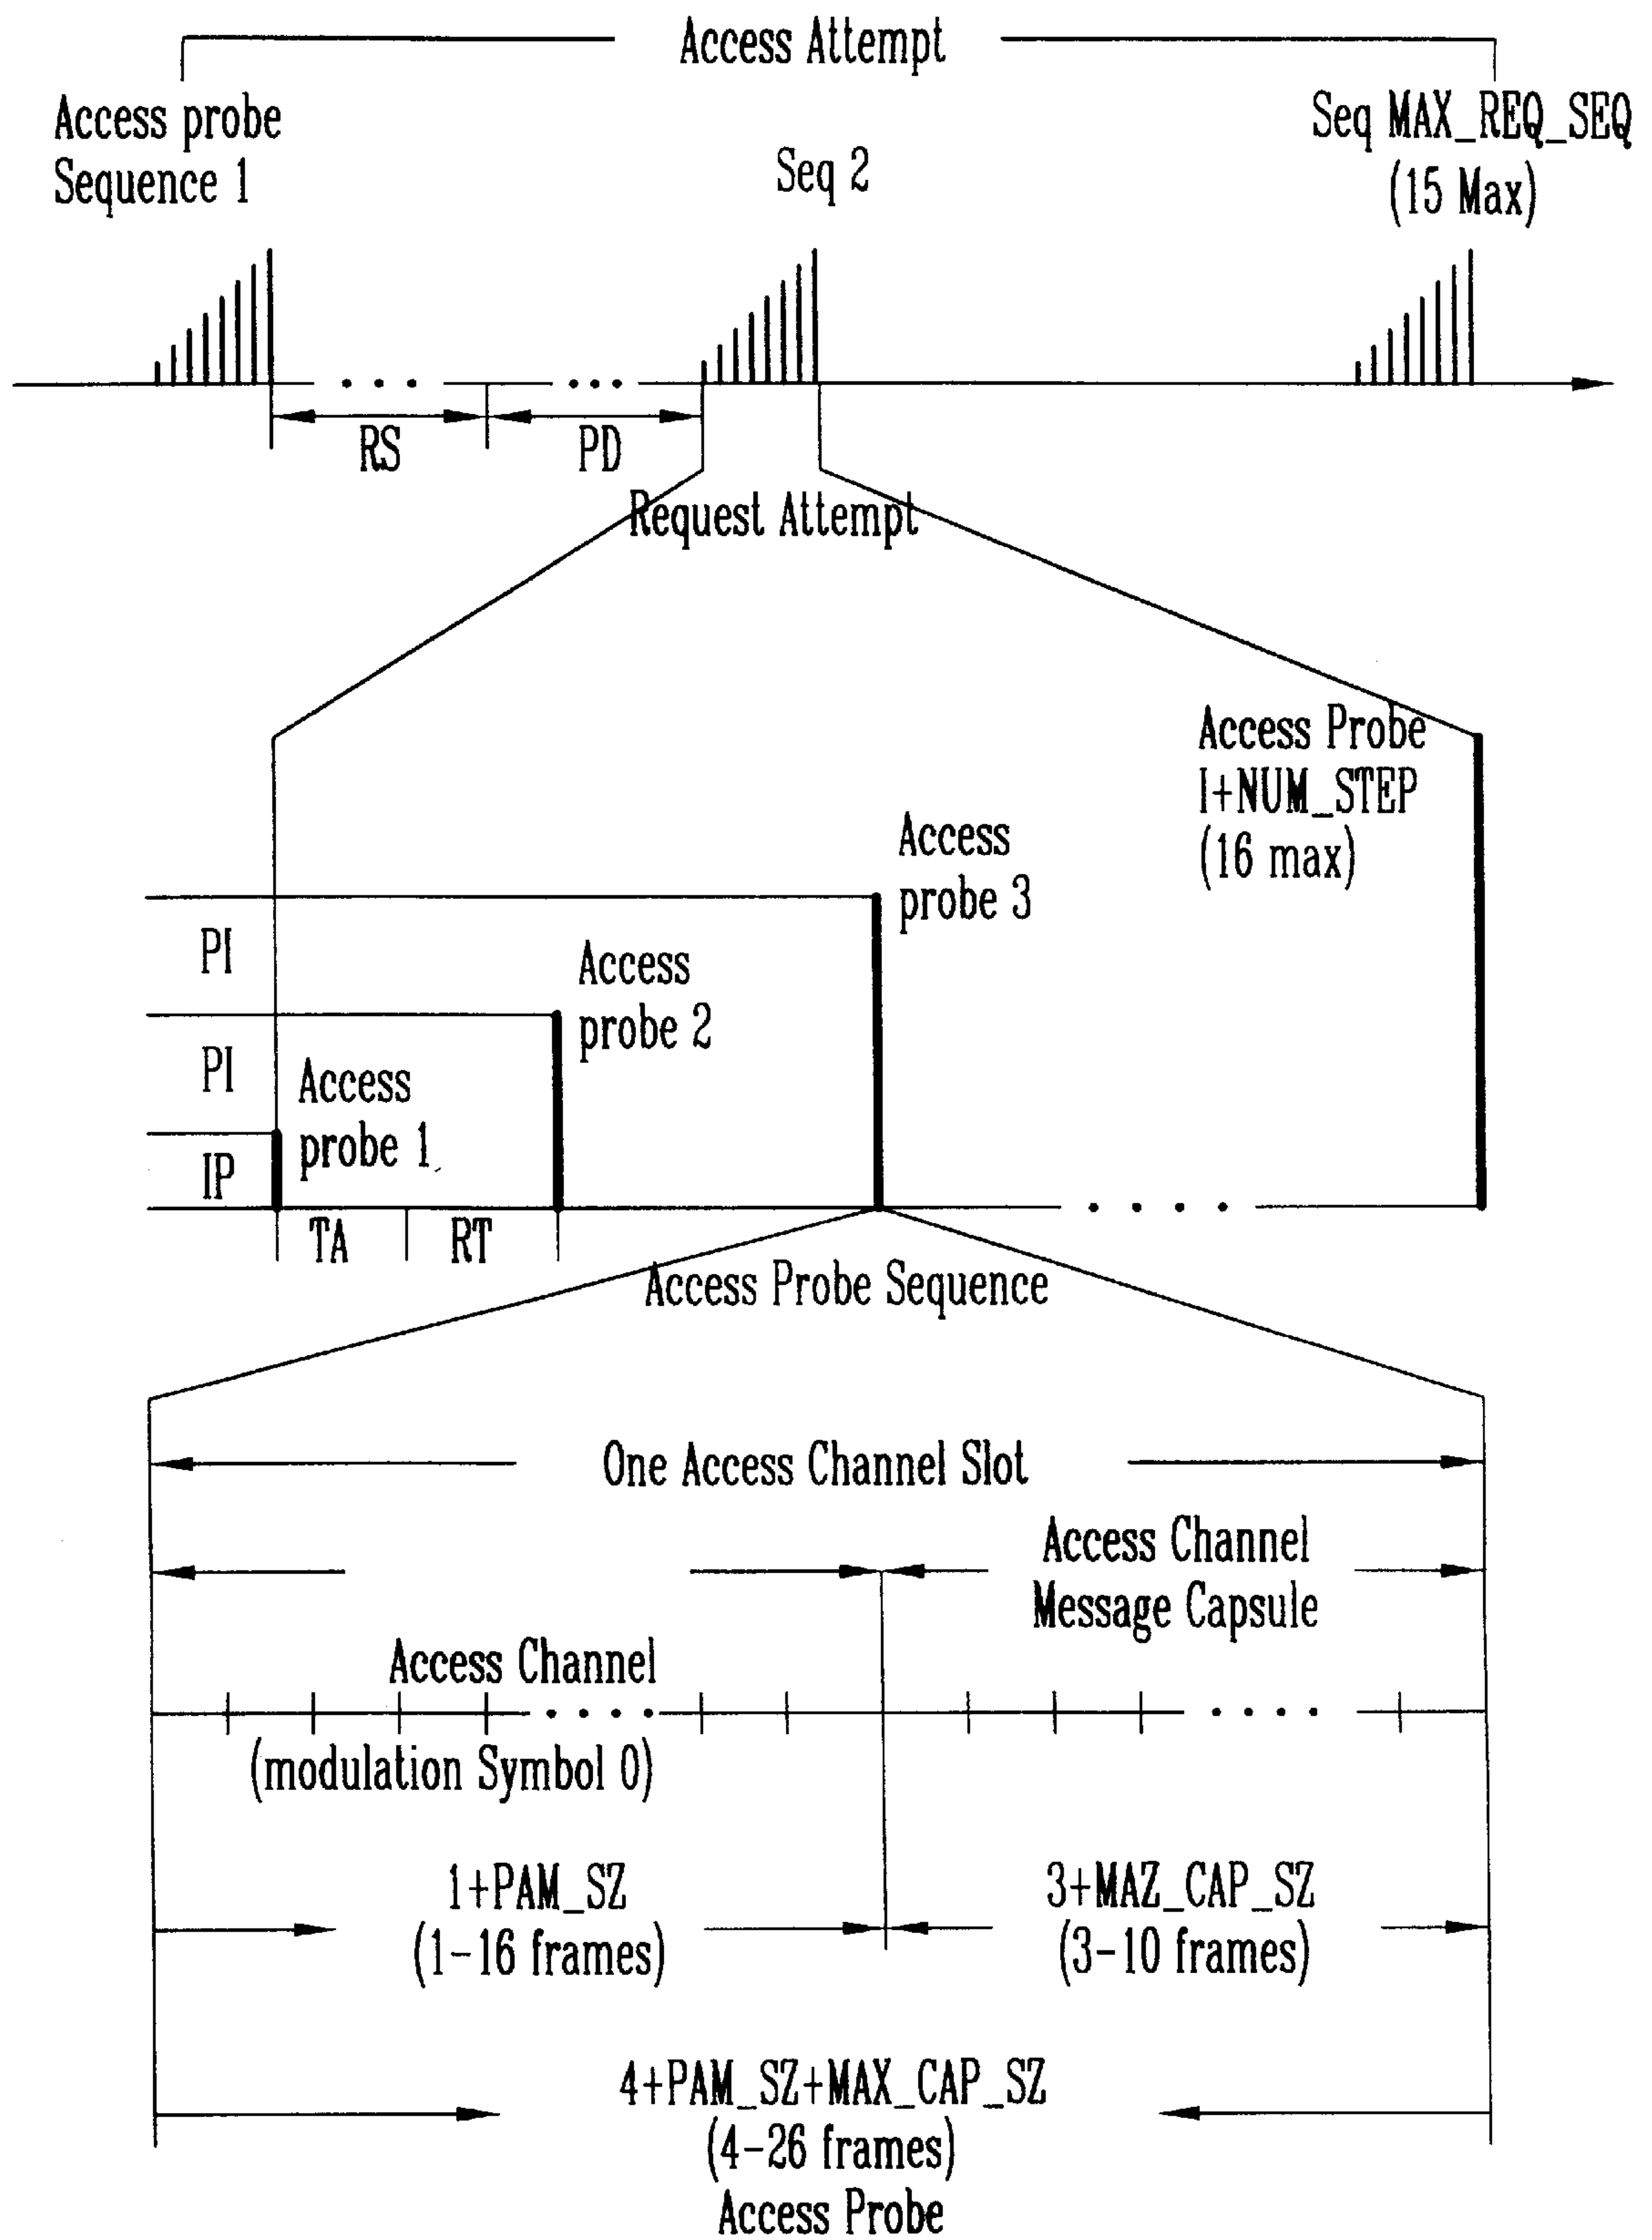 Access Attempt
Access probe
Sequence 1
Seq 2
Seq MAX_REQ_SEQ
(15 Max)
RS
PD
Request Attempt
Access Probe
1+NUM_STEP
(16 max)
Access
probe 3
PI
Access
probe 2
PI
Access
probe 1
IP
TA
RT
Access Probe Sequence
One Access Channel Slot
Access Channel
Message Capsule
Access Channel
(modulation Symbol 0)
1+PAM_SZ
(1-16 frames)
3+MAZ_CAP_SZ
(3-10 frames)
4+PAM_SZ+MAX_CAP_SZ
(4-26 frames)
Access Probe